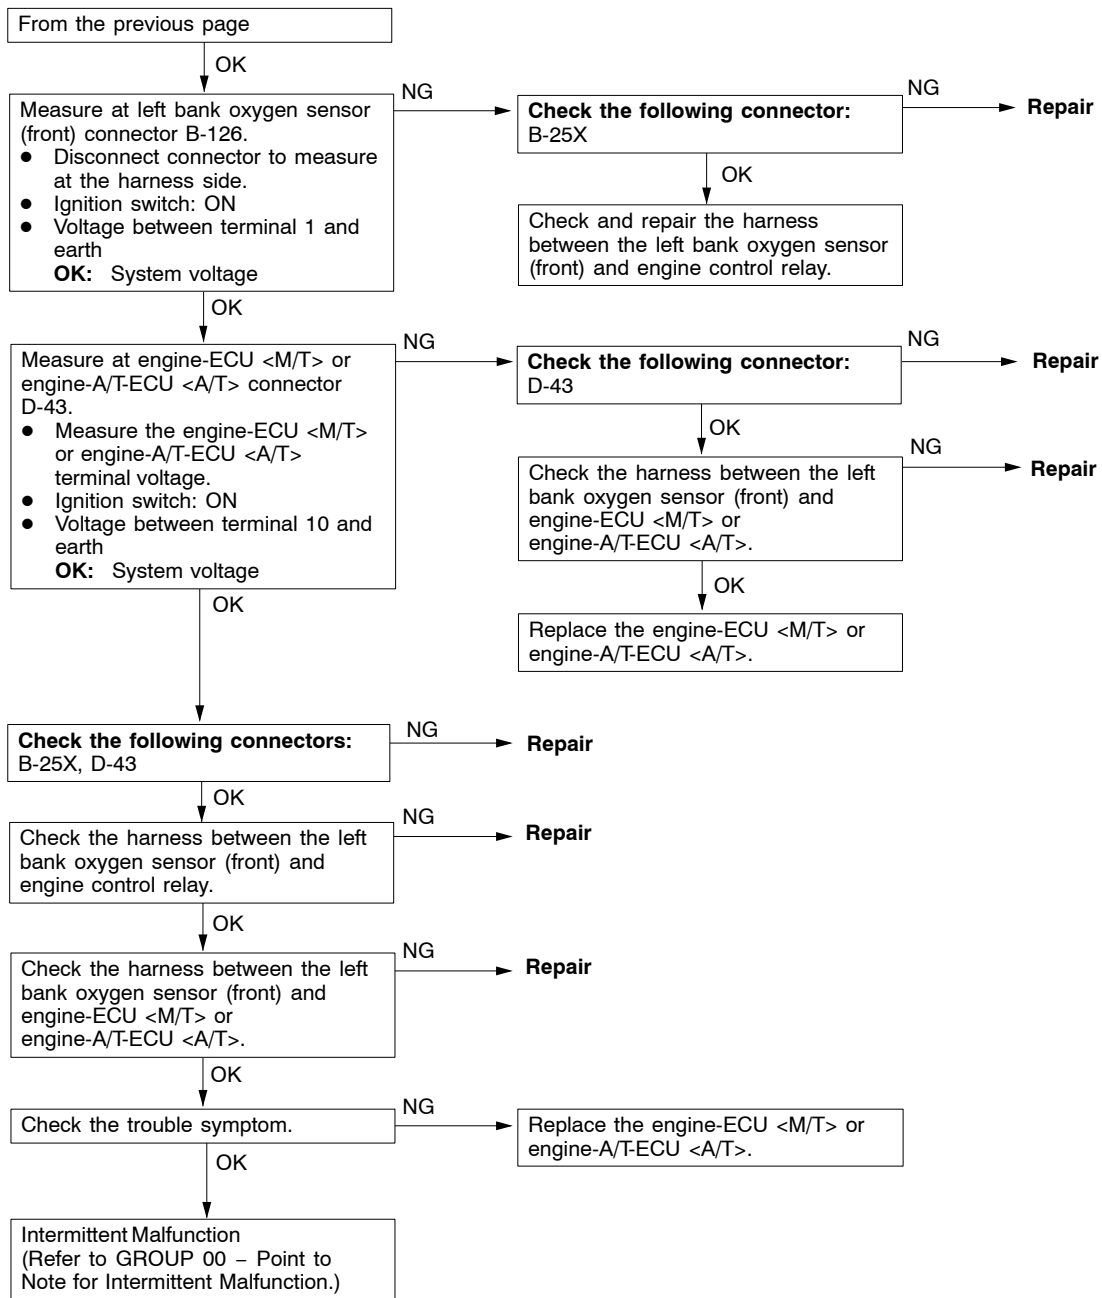 From the previous page
OK
Measure at left bank oxygen sensor
(front) connector B-126.
● Disconnect connector to measure
at the harness side.
● Ignition switch: ON
● Voltage between terminal 1 and
earth
OK: System voltage
NG
Check the following connector:
B-25X
NG
Repair
OK
Check and repair the harness
between the left bank oxygen sensor
(front) and engine control relay.
OK
Measure at engine-ECU <M/T> or
engine-A/T-ECU <A/T> connector
D-43.
● Measure the engine-ECU <M/T>
or engine-A/T-ECU <A/T>
terminal voltage.
● Ignition switch: ON
● Voltage between terminal 10 and
earth
OK: System voltage
NG
Check the following connector:
D-43
NG
Repair
OK
Check the harness between the left
bank oxygen sensor (front) and
engine-ECU <M/T> or
engine-A/T-ECU <A/T>.
NG
Repair
OK
Replace the engine-ECU <M/T> or
engine-A/T-ECU <A/T>.
OK
Check the following connectors:
B-25X, D-43
NG
Repair
OK
Check the harness between the left
bank oxygen sensor (front) and
engine control relay.
NG
Repair
OK
Check the harness between the left
bank oxygen sensor (front) and
engine-ECU <M/T> or
engine-A/T-ECU <A/T>.
NG
Repair
OK
Check the trouble symptom.
NG
Replace the engine-ECU <M/T> or
engine-A/T-ECU <A/T>.
OK
Intermittent Malfunction
(Refer to GROUP 00 – Point to
Note for Intermittent Malfunction.)